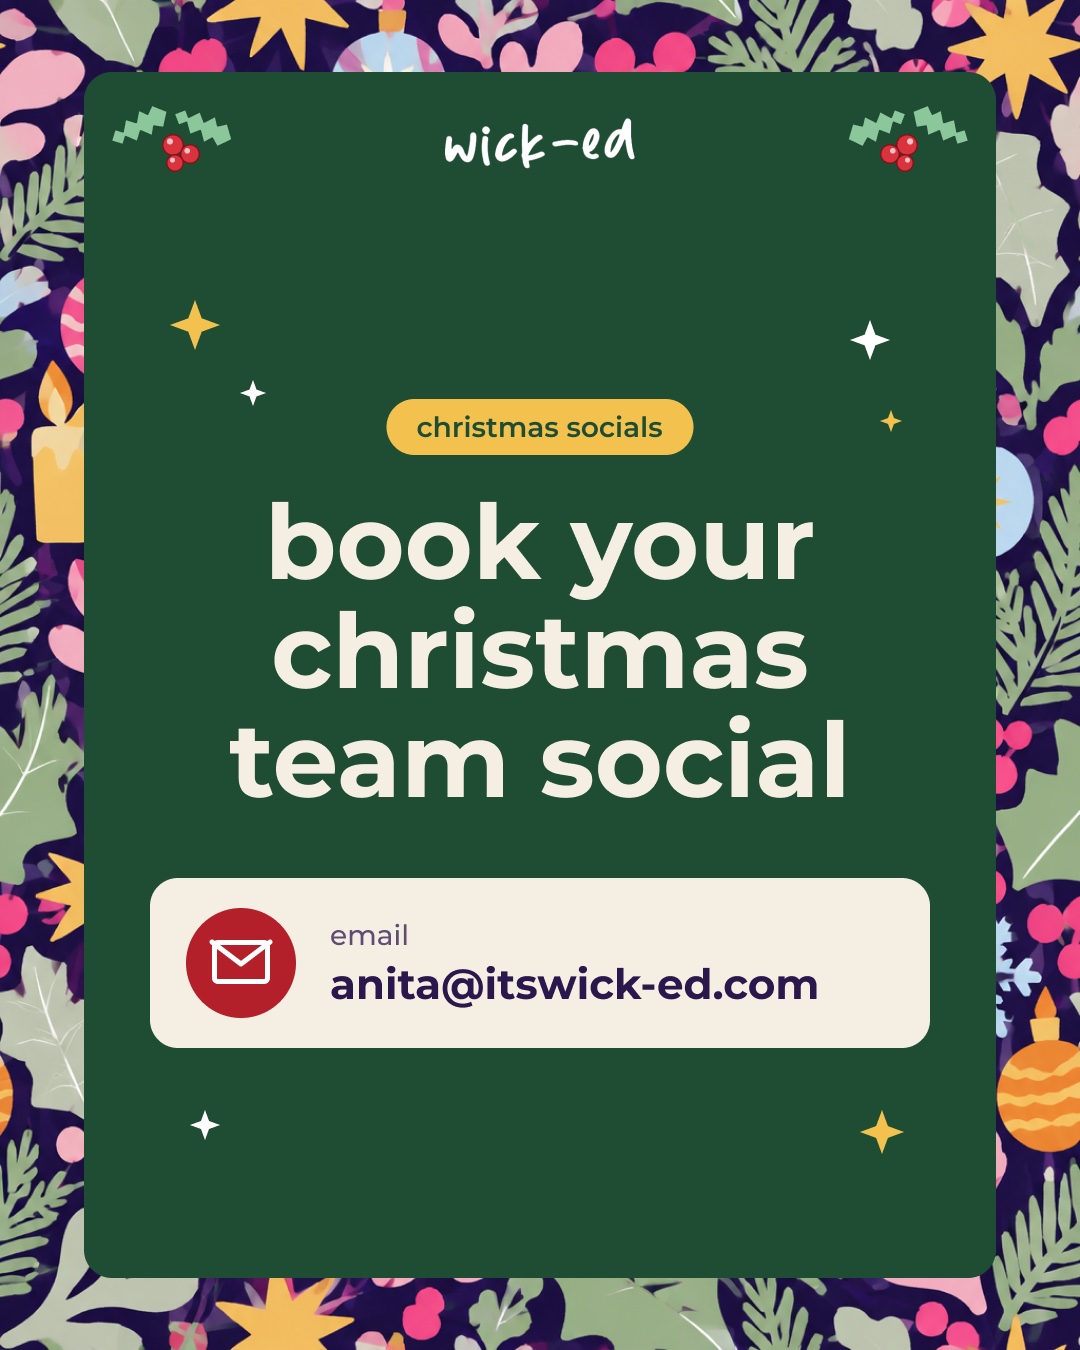 wick-ed
christmas socials
book your
christmas
team social
email
anita@itswick-ed.com